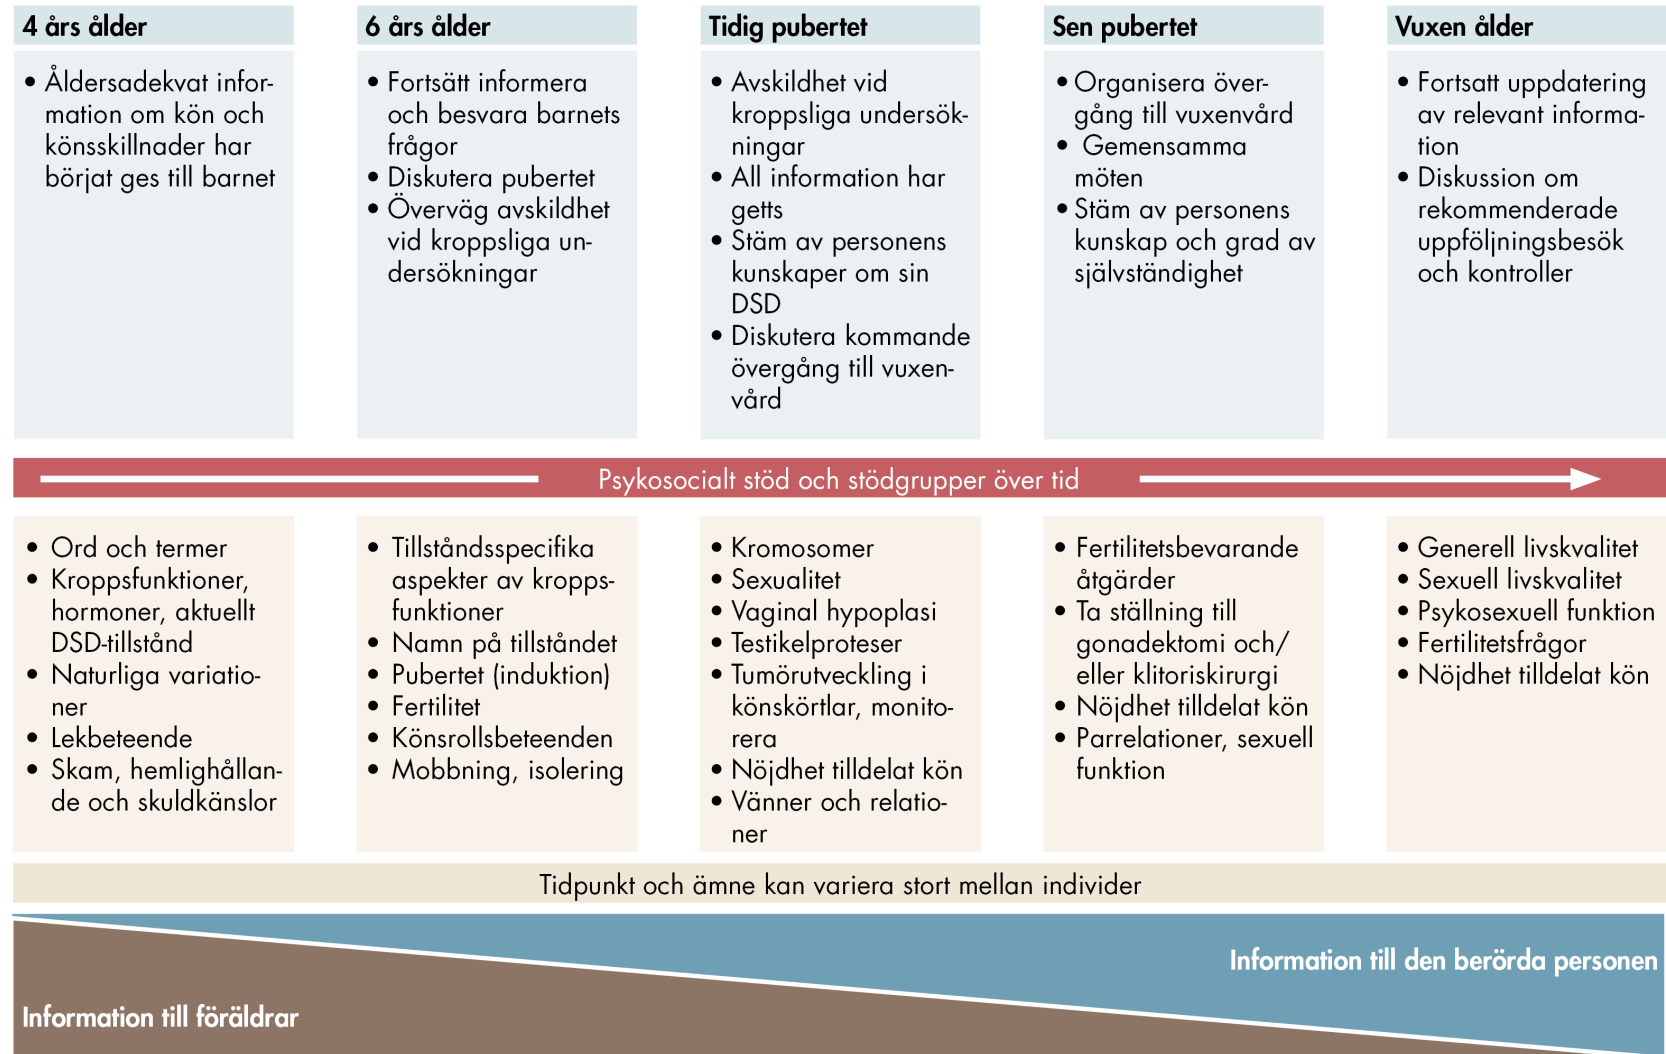 4 års ålder
• Åldersadekvat infor-
mation om kön och
könsskillnader har
börjat ges till barnet
6 års ålder
• Fortsätt informera
och besvara barnets
frågor
• Diskutera pubertet
• Överväg avskildhet
vid kroppsliga un-
dersökningar
Tidig pubertet
• Avskildhet vid
kroppsliga undersök-
ningar
• All information har
getts
• Stäm av personens
kunskaper om sin
DSD
• Diskutera kommande
övergång till vuxen-
vård
Sen pubertet
• Organisera över-
gång till vuxenvård
• Gemensamma
möten
• Stäm av personens
kunskap och grad av
självständighet
Vuxen ålder
• Fortsatt uppdatering
av relevant informa-
tion
• Diskussion om
rekommenderade
uppföljningsbesök
och kontroller
Psykosocialt stöd och stödgrupper över tid
• Ord och termer
• Kroppsfunktioner,
hormoner, aktuellt
DSD-tillstånd
• Naturliga variatio-
ner
• Lekbeteende
• Skam, hemlighållan-
de och skuldkänslor
• Tillståndsspecifika
aspekter av kropps-
funktioner
• Namn på tillståndet
• Pubertet (induktion)
• Fertilitet
• Könsrollsbeteenden
• Mobbning, isolering
• Kromosomer
• Sexualitet
• Vaginal hypoplasi
• Testikelproteser
• Tumörutveckling i
könskörtlar, monito-
rera
• Nöjdhet tilldelat kön
• Vänner och relatio-
ner
• Fertilitetsbevarande
åtgärder
• Ta ställning till
gonadektomi och/
eller klitoriskirurgi
• Nöjdhet tilldelat kön
• Parrelationer, sexuell
funktion
• Generell livskvalitet
• Sexuell livskvalitet
• Psykosexuell funktion
• Fertilitetsfrågor
• Nöjdhet tilldelat kön
Tidpunkt och ämne kan variera stort mellan individer
Information till den berörda personen
Information till föräldrar